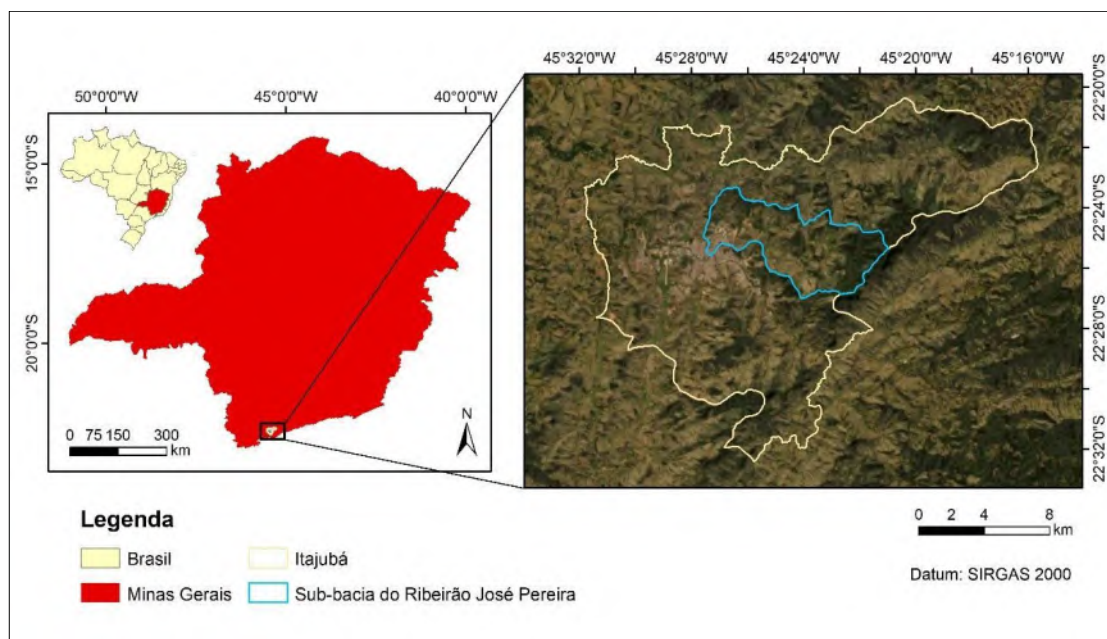 50°0'0"W 45°0'0"W 40°0'0"W
15°0'0"S
20°0'0"S
0 75 150 300
km
N
45°32'0"W 45°28'0"W 45°24'0"W 45°20'0"W 45°16'0"W
22°20'0"S
22°24'0"S
22°28'0"S
22°32'0"S
0 2 4 8
km
Datum: SIRGAS 2000
Legenda
Brasil
Itajubá
Minas Gerais
Sub-bacia do Ribeirão José Pereira